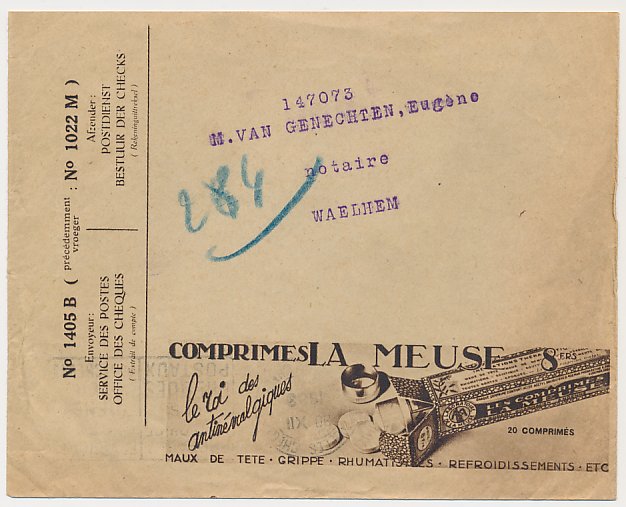 No 1405 B ( précédemment : No 1022 M )
vroeger
Envoyeur :
SERVICE DES POSTES
OFFICE DES CHEQUES
( Extrait de compte )
Afzender :
POSTDIENST
BESTUUR DER CHECKS
( Rekeninguittreksel )
147073
M.VAN GENECHTEN,Eugène
notaire
WAELHEM
284
COMPRIMES LA MEUSE 8 FRS
le roi des
antinévralgiques
20 COMPRIMÉS
MAUX DE TETE · GRIPPE · RHUMATISMES · REFROIDISSEMENTS · ETC